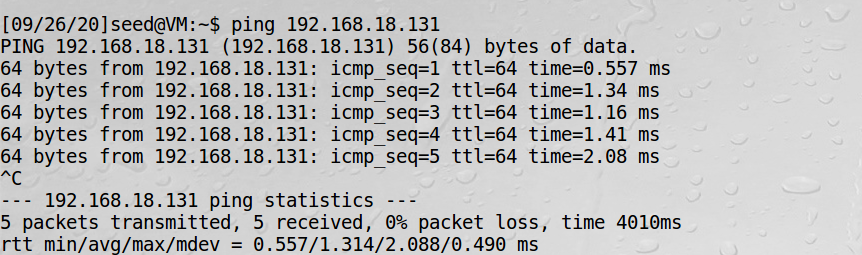 [09/26/20]seed@VM:~$ ping 192.168.18.131
PING 192.168.18.131 (192.168.18.131) 56(84) bytes of data.
64 bytes from 192.168.18.131: icmp_seq=1 ttl=64 time=0.557 ms
64 bytes from 192.168.18.131: icmp_seq=2 ttl=64 time=1.34 ms
64 bytes from 192.168.18.131: icmp_seq=3 ttl=64 time=1.16 ms
64 bytes from 192.168.18.131: icmp_seq=4 ttl=64 time=1.41 ms
64 bytes from 192.168.18.131: icmp_seq=5 ttl=64 time=2.08 ms
^C
--- 192.168.18.131 ping statistics ---
5 packets transmitted, 5 received, 0% packet loss, time 4010ms
rtt min/avg/max/mdev = 0.557/1.314/2.088/0.490 ms